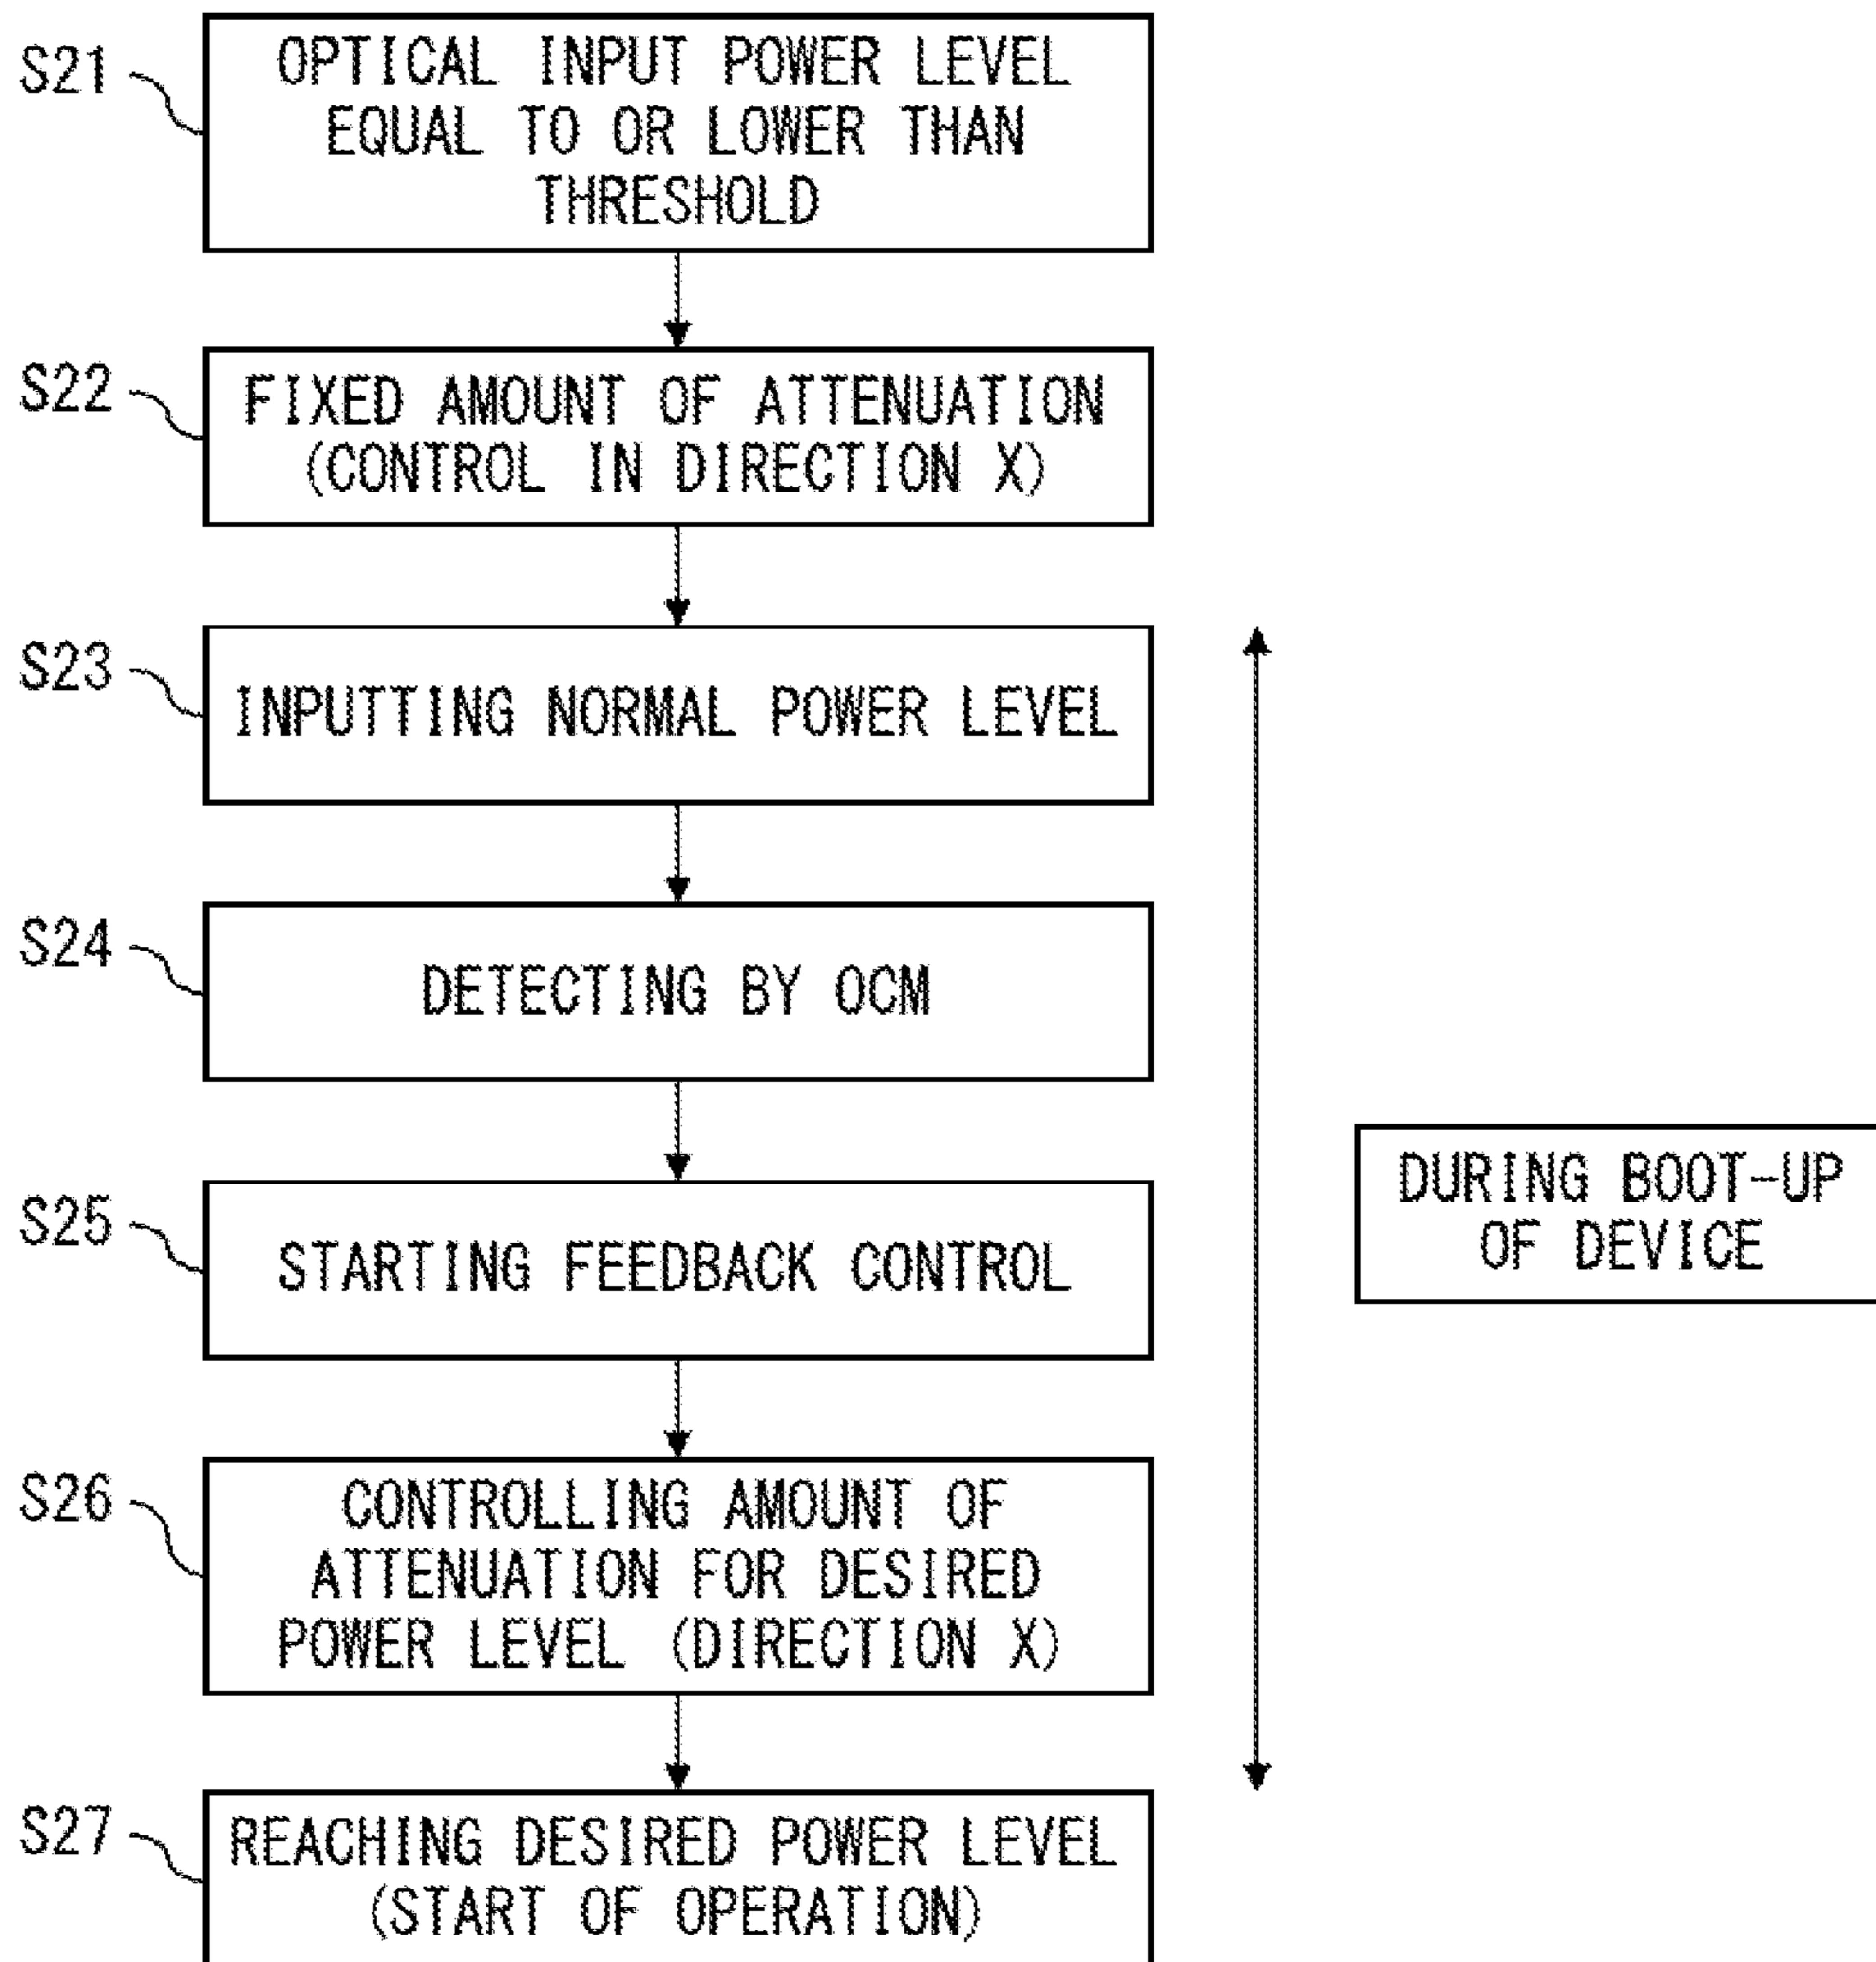 S21
OPTICAL INPUT POWER LEVEL
EQUAL TO OR LOWER THAN
THRESHOLD
S22
FIXED AMOUNT OF ATTENUATION
(CONTROL IN DIRECTION X)
S23
INPUTTING NORMAL POWER LEVEL
S24
DETECTING BY OCM
S25
STARTING FEEDBACK CONTROL
DURING BOOT-UP
OF DEVICE
S26
CONTROLLING AMOUNT OF
ATTENUATION FOR DESIRED
POWER LEVEL (DIRECTION X)
S27
REACHING DESIRED POWER LEVEL
(START OF OPERATION)